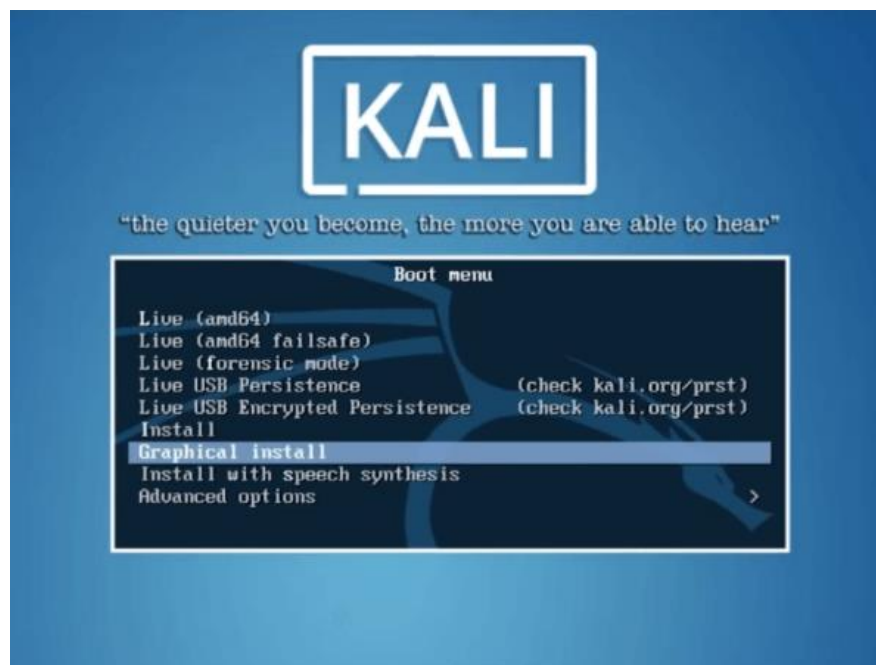 KALI
“the quieter you become, the more you are able to hear”
Boot menu
Live (amd64)
Live (amd64 failsafe)
Live (forensic mode)
Live USB Persistence (check kali.org/prst)
Live USB Encrypted Persistence (check kali.org/prst)
Install
Graphical install
Install with speech synthesis
Advanced options >